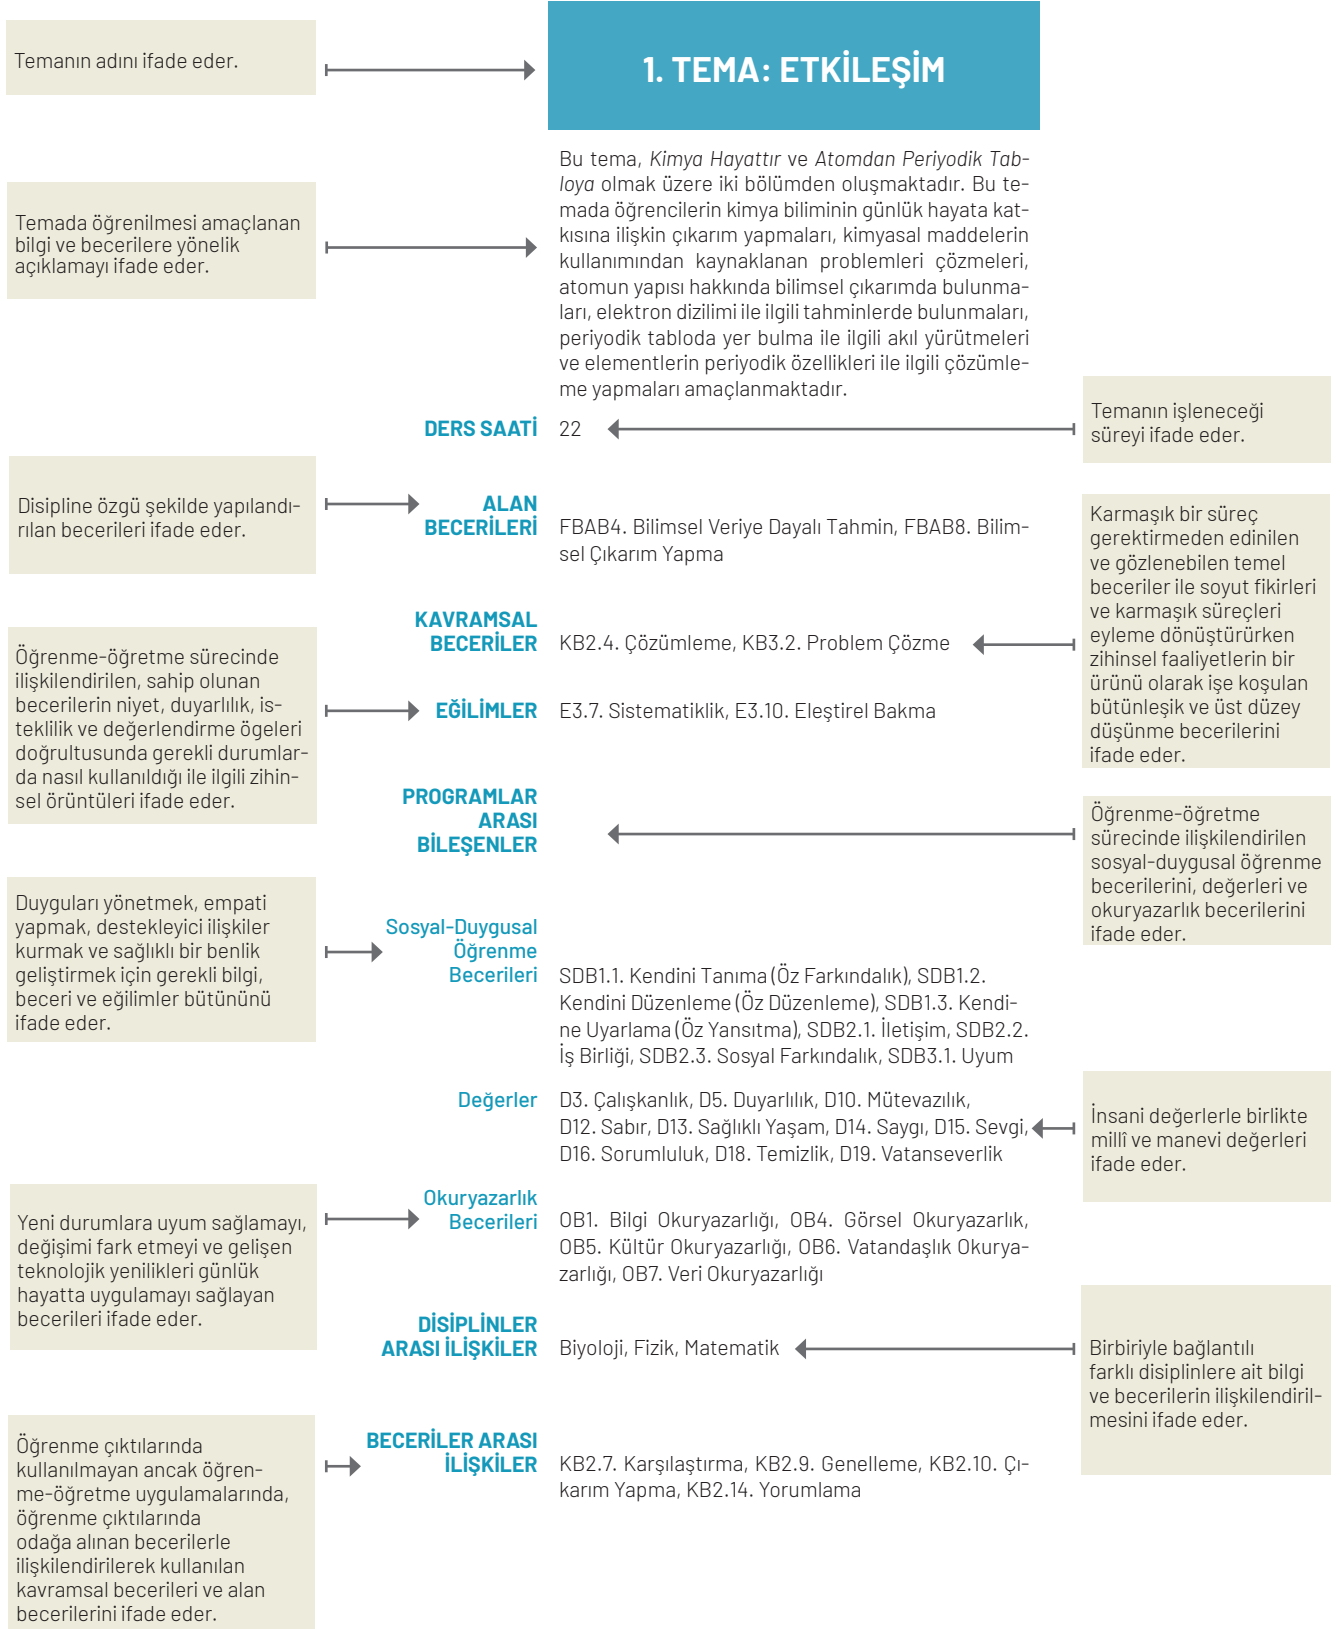 Temanın adını ifade eder.
1. TEMA: ETKİLEŞİM
Temada öğrenilmesi amaçlanan
bilgi ve becerilere yönelik
açıklamayı ifade eder.
Bu tema, Kimya Hayattır ve Atomdan Periyodik Tab-
loya olmak üzere iki bölümden oluşmaktadır. Bu te-
mada öğrencilerin kimya biliminin günlük hayata kat-
kısına ilişkin çıkarım yapmaları, kimyasal maddelerin
kullanımından kaynaklanan problemleri çözmeleri,
atomun yapısı hakkında bilimsel çıkarımda bulunma-
ları, elektron dizilimi ile ilgili tahminlerde bulunmaları,
periyodik tabloda yer bulma ile ilgili akıl yürütmeleri
ve elementlerin periyodik özellikleri ile ilgili çözümle-
me yapmaları amaçlanmaktadır.
DERS SAATİ
22
Temanın işleneceği
süreyi ifade eder.
Disipline özgü şekilde yapılandı-
rılan becerileri ifade eder.
ALAN
BECERİLERİ
FBAB4. Bilimsel Veriye Dayalı Tahmin, FBAB8. Bilim-
sel Çıkarım Yapma
Karmaşık bir süreç
gerektirmeden edinilen
ve gözlenebilen temel
beceriler ile soyut fikirleri
ve karmaşık süreçleri
eyleme dönüştürürken
zihinsel faaliyetlerin bir
ürünü olarak işe koşulan
bütünleşik ve üst düzey
düşünme becerilerini
ifade eder.
KAVRAMSAL
BECERİLER
KB2.4. Çözümleme, KB3.2. Problem Çözme
Öğrenme-öğretme sürecinde
ilişkilendirilen, sahip olunan
becerilerin niyet, duyarlılık, is-
teklilik ve değerlendirme ögeleri
doğrultusunda gerekli durumlar-
da nasıl kullanıldığı ile ilgili zihin-
sel örüntüleri ifade eder.
EĞİLİMLER
E3.7. Sistematiklik, E3.10. Eleştirel Bakma
PROGRAMLAR
ARASI
BİLEŞENLER
Öğrenme-öğretme
sürecinde ilişkilendirilen
sosyal-duygusal öğrenme
becerilerini, değerleri ve
okuryazarlık becerilerini
ifade eder.
Duyguları yönetmek, empati
yapmak, destekleyici ilişkiler
kurmak ve sağlıklı bir benlik
geliştirmek için gerekli bilgi,
beceri ve eğilimler bütününü
ifade eder.
Sosyal-Duygusal
Öğrenme
Becerileri
SDB1.1. Kendini Tanıma (Öz Farkındalık), SDB1.2.
Kendini Düzenleme (Öz Düzenleme), SDB1.3. Kendi-
ne Uyarlama (Öz Yansıtma), SDB2.1. İletişim, SDB2.2.
İş Birliği, SDB2.3. Sosyal Farkındalık, SDB3.1. Uyum
Değerler
D3. Çalışkanlık, D5. Duyarlılık, D10. Mütevazılık,
D12. Sabır, D13. Sağlıklı Yaşam, D14. Saygı, D15. Sevgi,
D16. Sorumluluk, D18. Temizlik, D19. Vatanseverlik
İnsani değerlerle birlikte
millî ve manevi değerleri
ifade eder.
Yeni durumlara uyum sağlamayı,
değişimi fark etmeyi ve gelişen
teknolojik yenilikleri günlük
hayatta uygulamayı sağlayan
becerileri ifade eder.
Okuryazarlık
Becerileri
OB1. Bilgi Okuryazarlığı, OB4. Görsel Okuryazarlık,
OB5. Kültür Okuryazarlığı, OB6. Vatandaşlık Okurya-
zarlığı, OB7. Veri Okuryazarlığı
DİSİPLİNLER
ARASI İLİŞKİLER
Biyoloji, Fizik, Matematik
Birbiriyle bağlantılı
farklı disiplinlere ait bilgi
ve becerilerin ilişkilendiril-
mesini ifade eder.
Öğrenme çıktılarında
kullanılmayan ancak öğren-
me-öğretme uygulamalarında,
öğrenme çıktılarında
odağa alınan becerilerle
ilişkilendirilerek kullanılan
kavramsal becerileri ve alan
becerilerini ifade eder.
BECERİLER ARASI
İLİŞKİLER
KB2.7. Karşılaştırma, KB2.9. Genelleme, KB2.10. Çı-
karım Yapma, KB2.14. Yorumlama